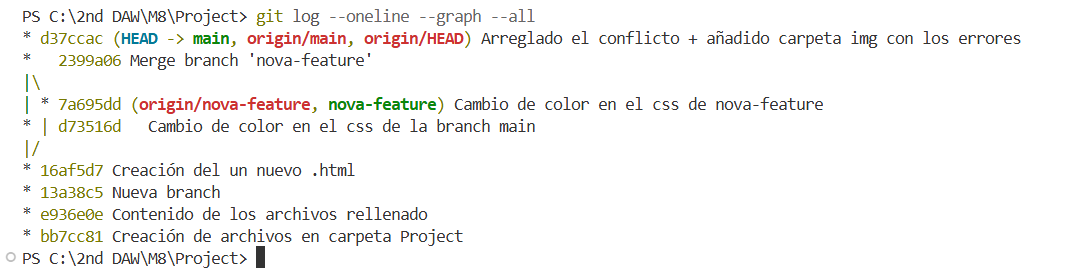 PS C:\2nd DAW\M8\Project> git log --oneline --graph --all
* d37ccac (HEAD -> main, origin/main, origin/HEAD) Arreglado el conflicto + añadido carpeta img con los errores
*   2399a06 Merge branch 'nova-feature'
|\
| * 7a695dd (origin/nova-feature, nova-feature) Cambio de color en el css de nova-feature
* | d73516d   Cambio de color en el css de la branch main
|/
* 16af5d7 Creación del un nuevo .html
* 13a38c5 Nueva branch
* e936e0e Contenido de los archivos rellenado
* bb7cc81 Creación de archivos en carpeta Project
PS C:\2nd DAW\M8\Project>